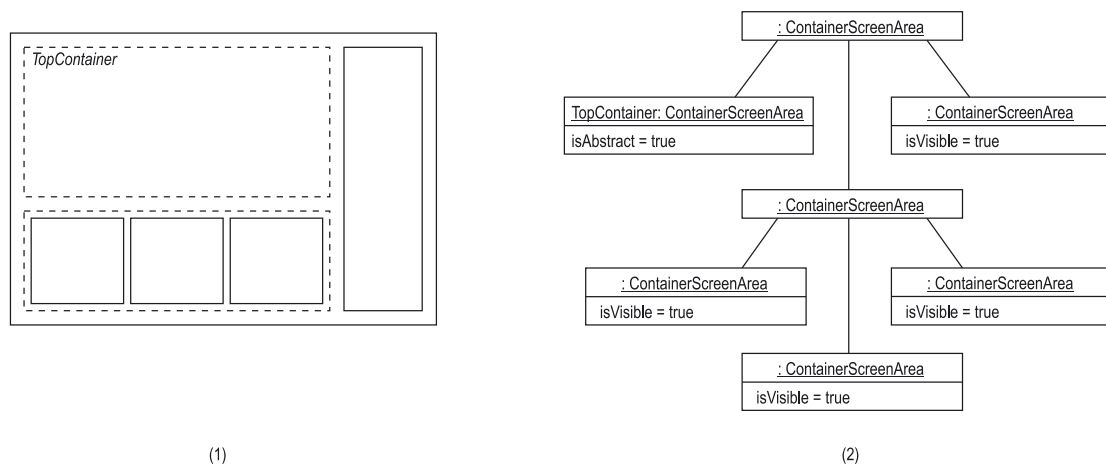 : ContainerScreenArea
TopContainer
TopContainer: ContainerScreenArea
isAbstract = true
: ContainerScreenArea
isVisible = true
: ContainerScreenArea
: ContainerScreenArea
isVisible = true
: ContainerScreenArea
isVisible = true
: ContainerScreenArea
isVisible = true
(1)
(2)